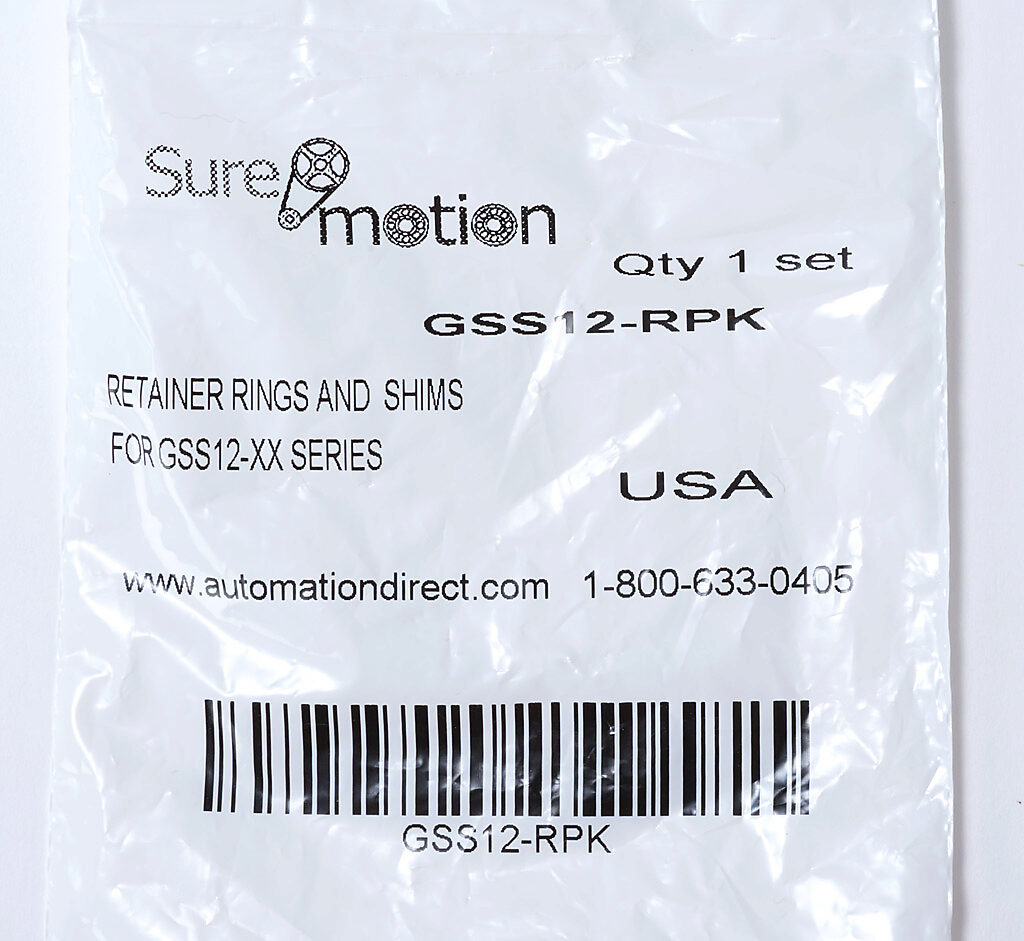 Sure
motion
Qty 1 set
GSS12-RPK
RETAINER RINGS AND SHIMS
FOR GSS12-XX SERIES
USA
www.automationdirect.com 1-800-633-0405
GSS12-RPK